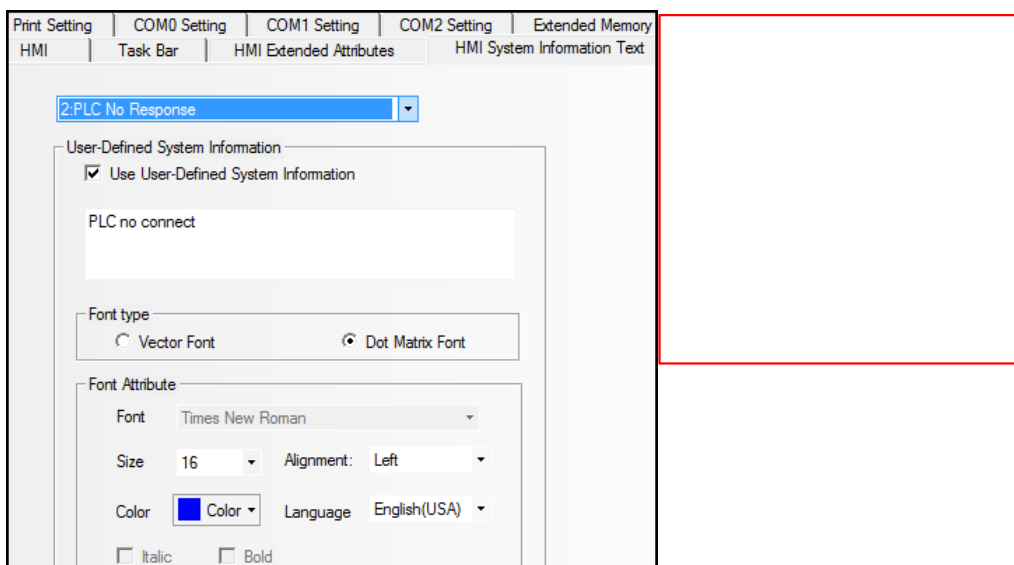 Print Setting COM0 Setting COM1 Setting COM2 Setting Extended Memory
HMI Task Bar HMI Extended Attributes HMI System Information Text
2:PLC No Response
User-Defined System Information
Use User-Defined System Information
PLC no connect
Font type
Vector Font Dot Matrix Font
Font Attribute
Font Times New Roman
Size 16 Alignment: Left
Color Color Language English(USA)
Italic Bold